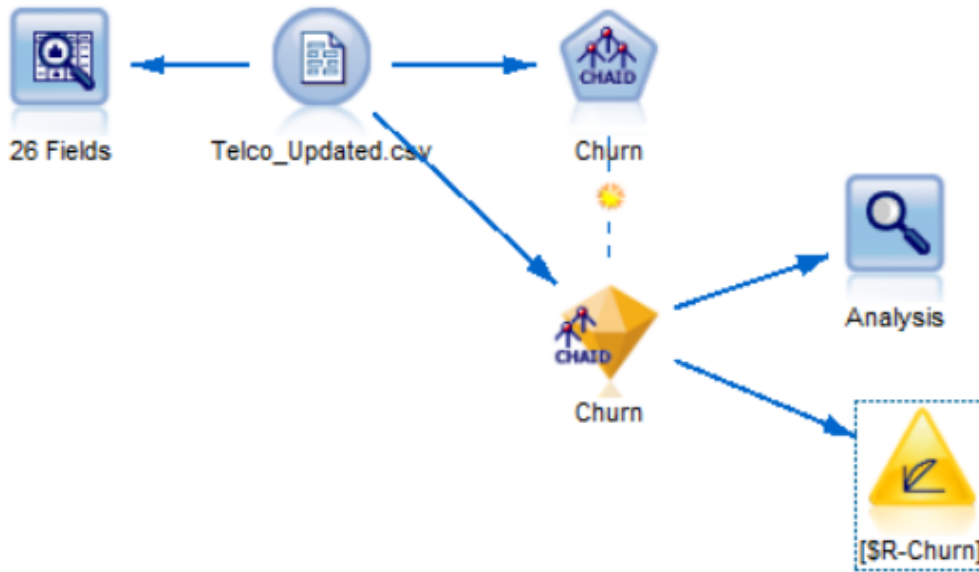 CHAID
26 Fields
Telco_Updated.csv
Churn
CHAID
Churn
Analysis
[$R-Churn]